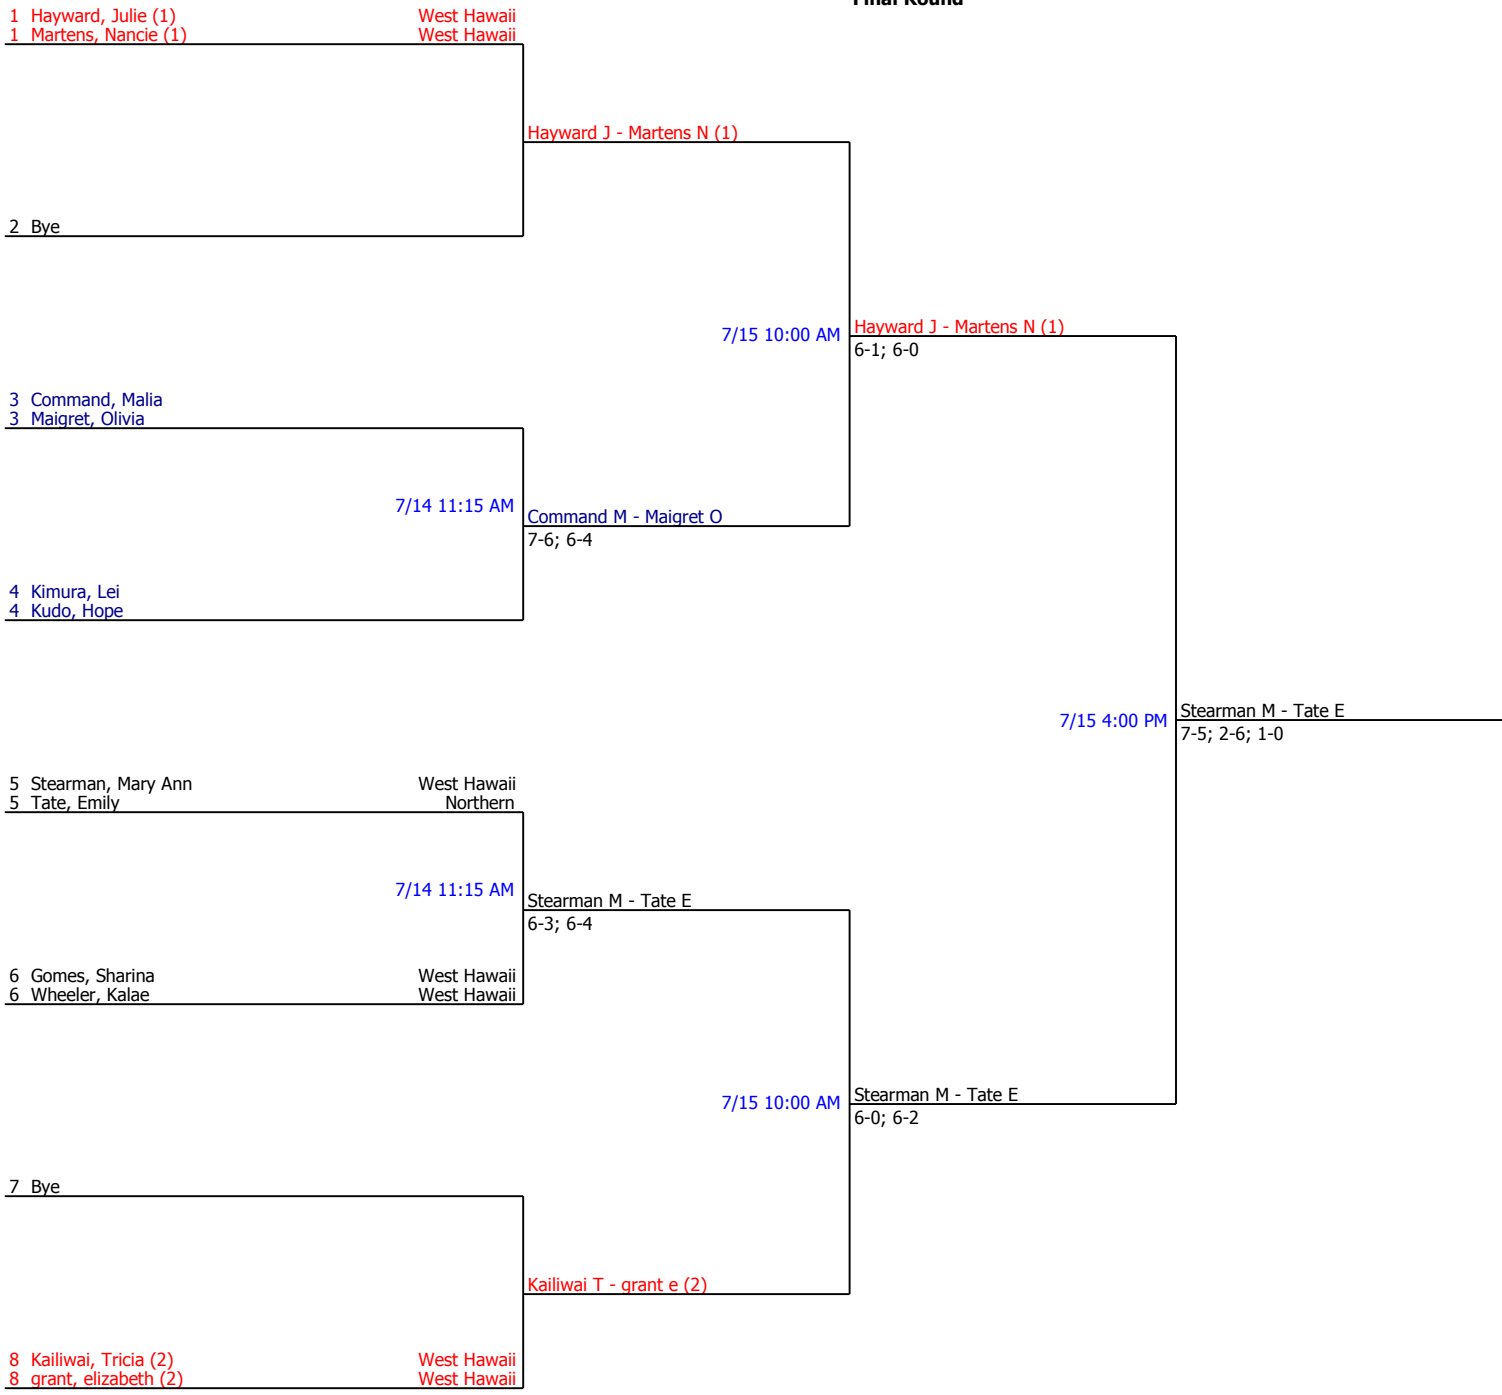 Final Round
1 Hayward, Julie (1) West Hawaii
1 Martens, Nancie (1) West Hawaii
Hayward J - Martens N (1)
2 Bye
7/15 10:00 AM
Hayward J - Martens N (1)
6-1; 6-0
3 Command, Malia
3 Maigret, Olivia
7/14 11:15 AM
Command M - Maigret O
7-6; 6-4
4 Kimura, Lei
4 Kudo, Hope
7/15 4:00 PM
Stearman M - Tate E
7-5; 2-6; 1-0
5 Stearman, Mary Ann West Hawaii
5 Tate, Emily Northern
7/14 11:15 AM
Stearman M - Tate E
6-3; 6-4
6 Gomes, Sharina West Hawaii
6 Wheeler, Kalae West Hawaii
7/15 10:00 AM
Stearman M - Tate E
6-0; 6-2
7 Bye
Kailiwai T - grant e (2)
8 Kailiwai, Tricia (2) West Hawaii
8 grant, elizabeth (2) West Hawaii